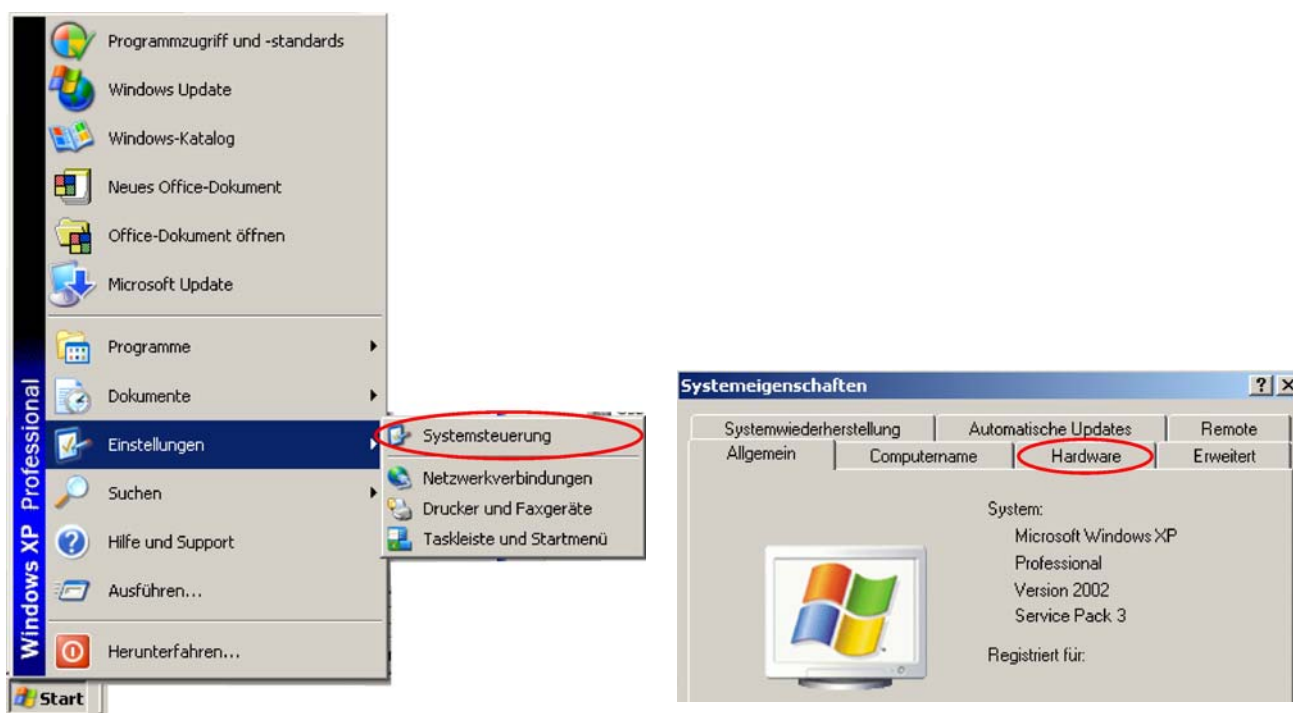 Programmzugriff und -standards
Windows Update
Windows-Katalog
Neues Office-Dokument
Office-Dokument öffnen
Microsoft Update
Programme
Dokumente
Einstellungen
Suchen
Hilfe und Support
Ausführen...
Herunterfahren...
Windows XP Professional
Start
Systemsteuerung
Netzwerkverbindungen
Drucker und Faxgeräte
Taskleiste und Startmenü
Systemeigenschaften
Systemwiederherstellung Automatische Updates Remote
Allgemein Computername Hardware Erweitert
System:
Microsoft Windows XP
Professional
Version 2002
Service Pack 3
Registriert für: